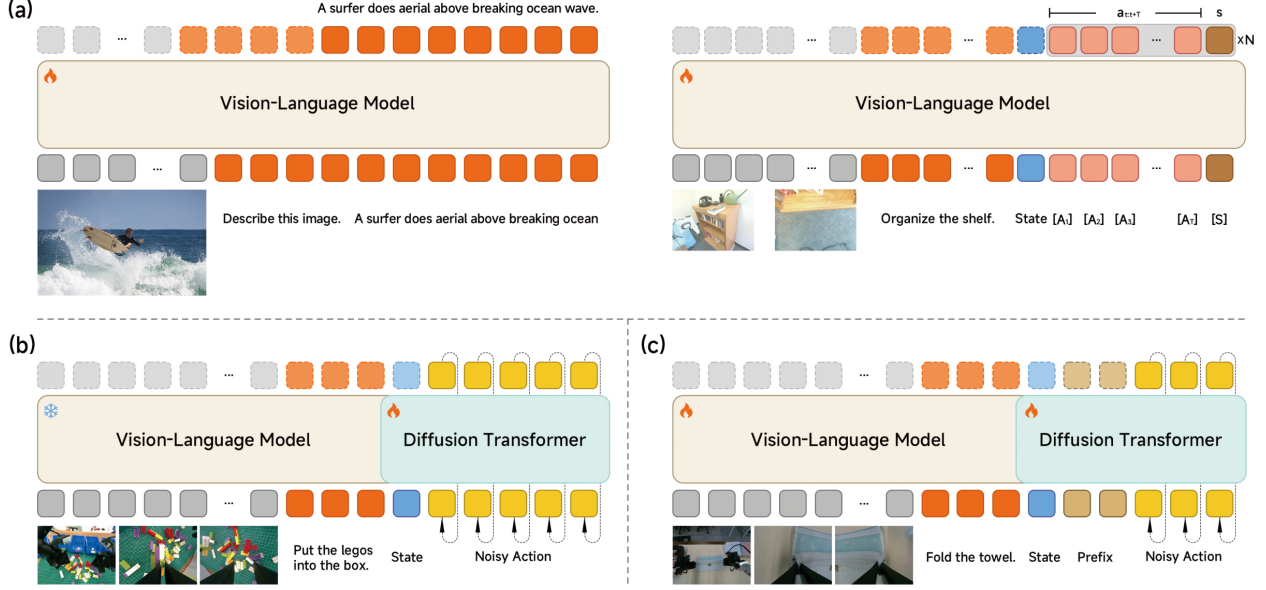 (a)
A surfer does aerial above breaking ocean wave.
...
Vision-Language Model
...
Describe this image. A surfer does aerial above breaking ocean
a t:t+T s
... ... ... ×N
Vision-Language Model
... ... ...
Organize the shelf. State [A₁] [A₂] [A₃] [Aᴛ] [S]
(b)
...
Vision-Language Model Diffusion Transformer
...
Put the legos
into the box.
State
Noisy Action
(c)
...
Vision-Language Model Diffusion Transformer
...
Fold the towel. State Prefix Noisy Action